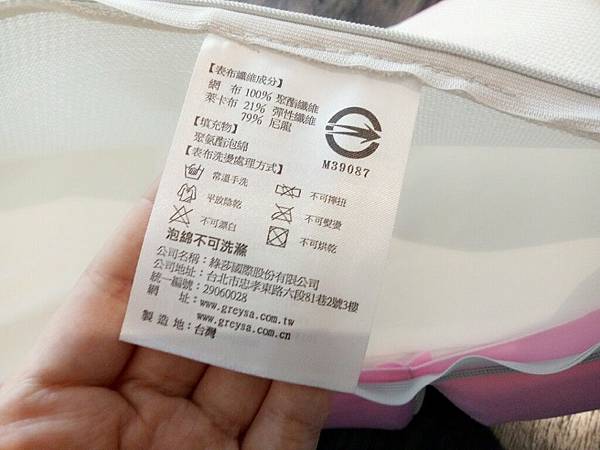 【表布纖維成分】
網　布 100% 聚酯纖維
萊卡布 21% 彈性纖維
79% 尼龍
【填充物】
聚氨酯泡綿
M39087
【表布洗燙處理方式】
常溫手洗 不可擰扭
平放陰乾 不可熨燙
不可漂白 不可烘乾
泡綿不可洗滌
公司名稱：綠莎國際股份有限公司
公司地址：台北市忠孝東路六段81巷2號3樓
統一編號：29060028
網　　址：www.greysa.com.tw
www.greysa.com.cn
製 造 地：台灣